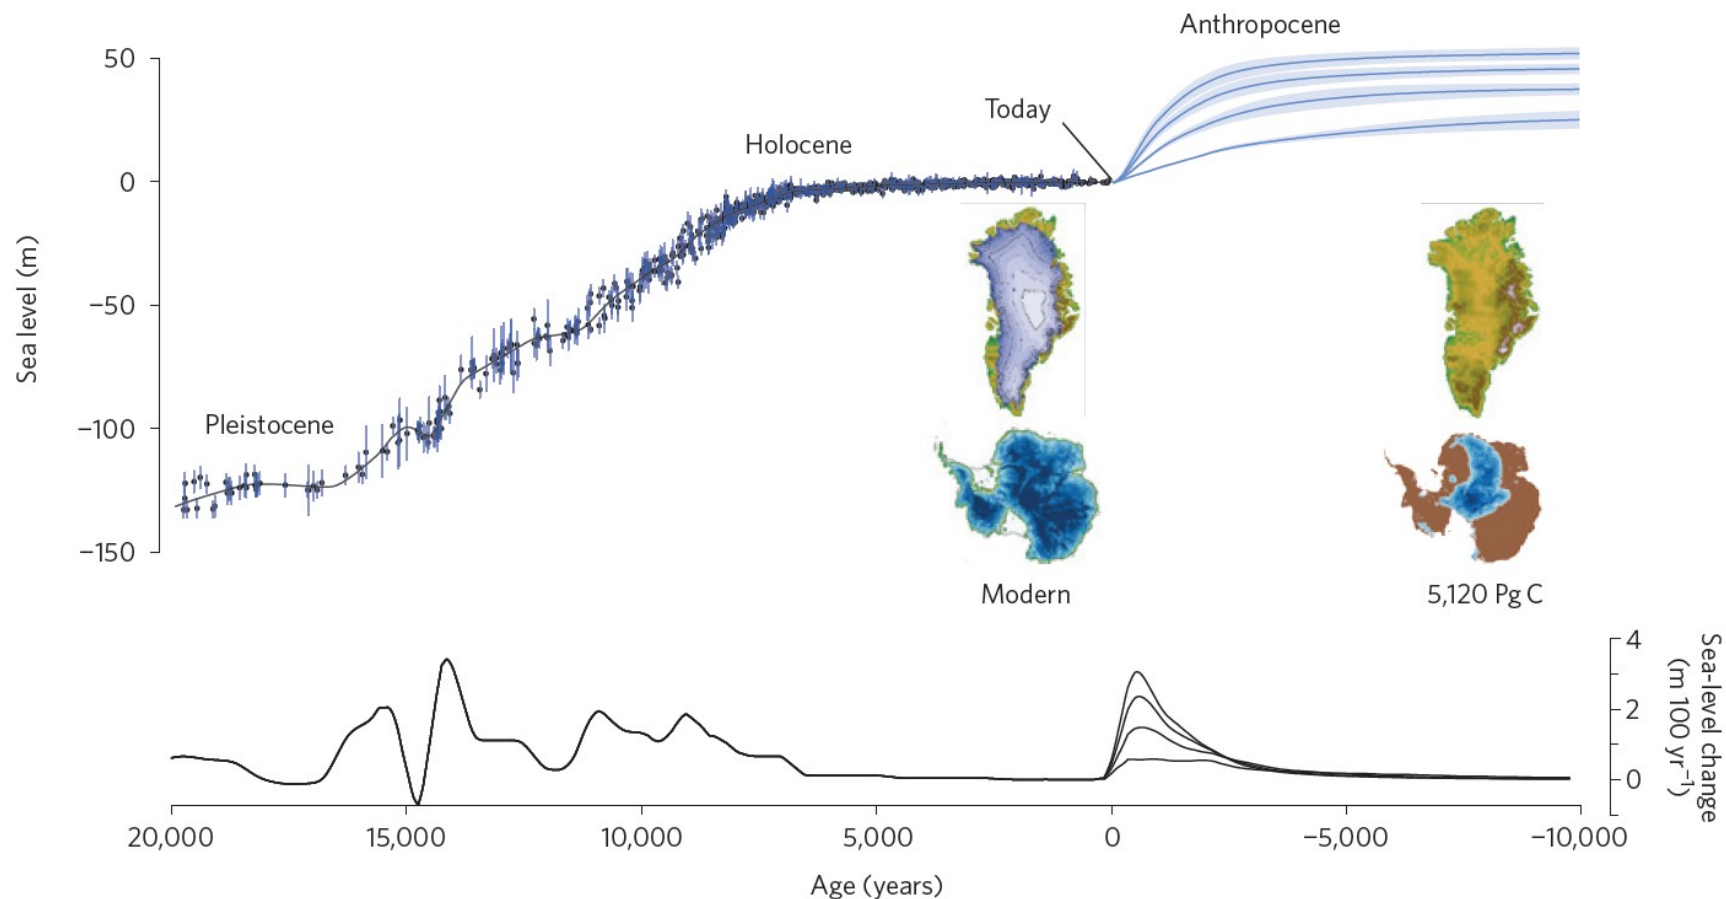 Anthropocene
50
Today
Holocene
0
Sea level (m)
−50
Pleistocene
−100
−150
Modern
5,120 Pg C
4
2
0
Sea-level change
(m 100 yr⁻¹)
20,000
15,000
10,000
5,000
0
−5,000
−10,000
Age (years)